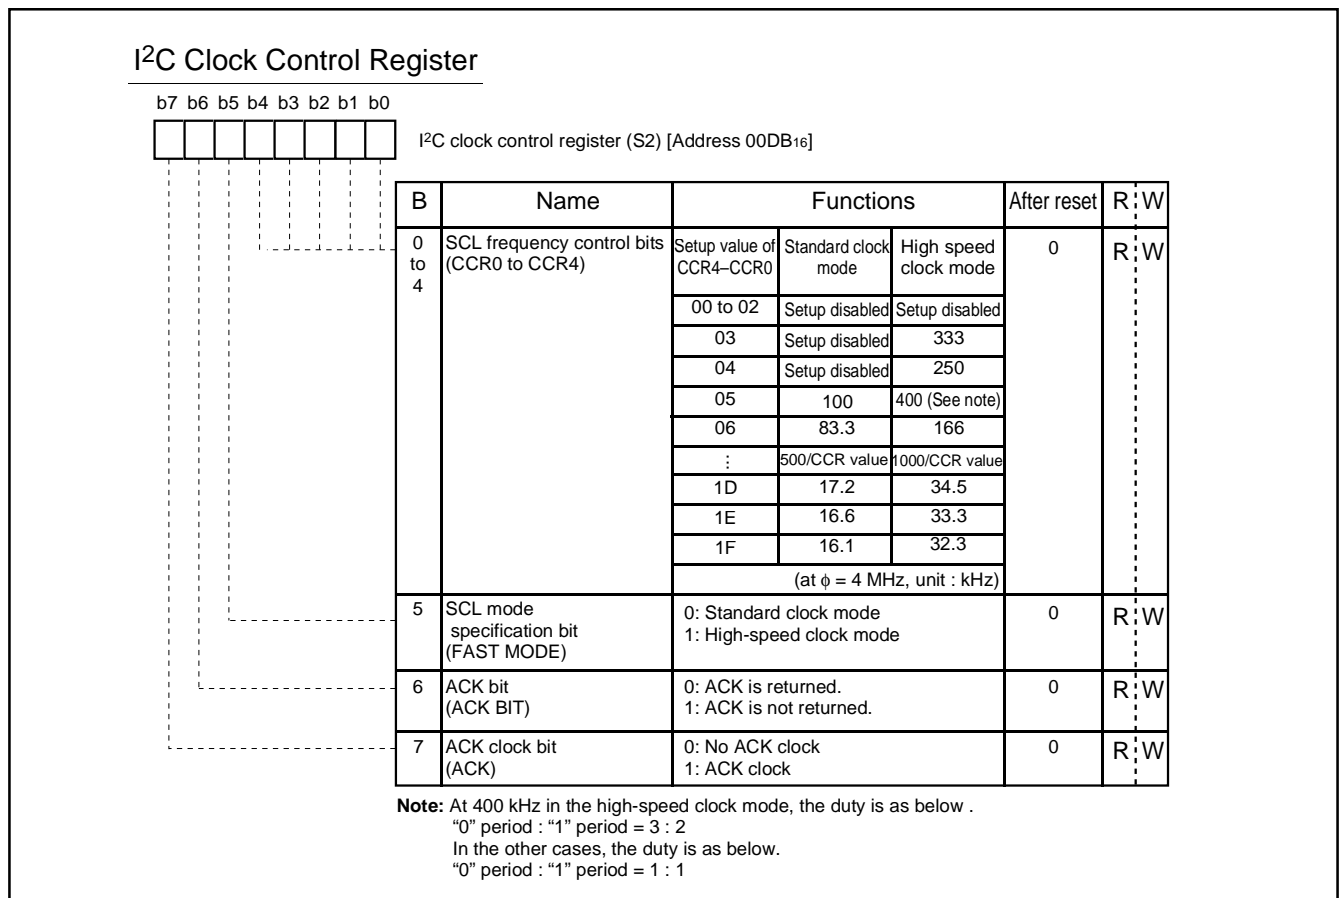 I2C Clock Control Register
b7 b6 b5 b4 b3 b2 b1 b0
I2C clock control register (S2) [Address 00DB16]
B Name Functions After reset R W
0 to 4 SCL frequency control bits (CCR0 to CCR4) 0 R W
Setup value of CCR4–CCR0 Standard clock mode High speed clock mode
00 to 02 Setup disabled Setup disabled
03 Setup disabled 333
04 Setup disabled 250
05 100 400 (See note)
06 83.3 166
⋮ 500/CCR value 1000/CCR value
1D 17.2 34.5
1E 16.6 33.3
1F 16.1 32.3
(at ϕ = 4 MHz, unit : kHz)
5 SCL mode 0: Standard clock mode 0 R W
specification bit 1: High-speed clock mode
(FAST MODE)
6 ACK bit 0: ACK is returned. 0 R W
(ACK BIT) 1: ACK is not returned.
7 ACK clock bit 0: No ACK clock 0 R W
(ACK) 1: ACK clock
Note: At 400 kHz in the high-speed clock mode, the duty is as below .
“0” period : “1” period = 3 : 2
In the other cases, the duty is as below.
“0” period : “1” period = 1 : 1